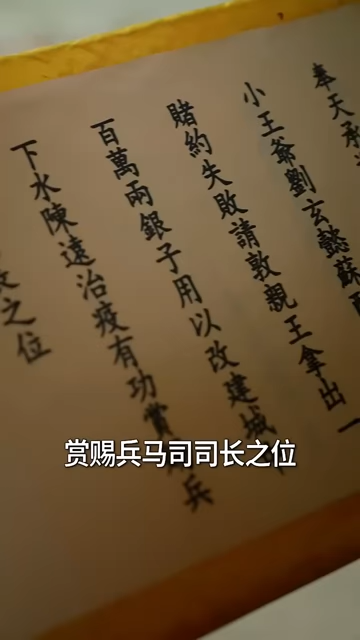 奉天承
小王爺劉玄懿蘇
賭約失敗請敦親王拿出一
百萬兩銀子用以改建城
下水陳遠治疫有功賞
兵
之位
赏赐兵马司司长之位